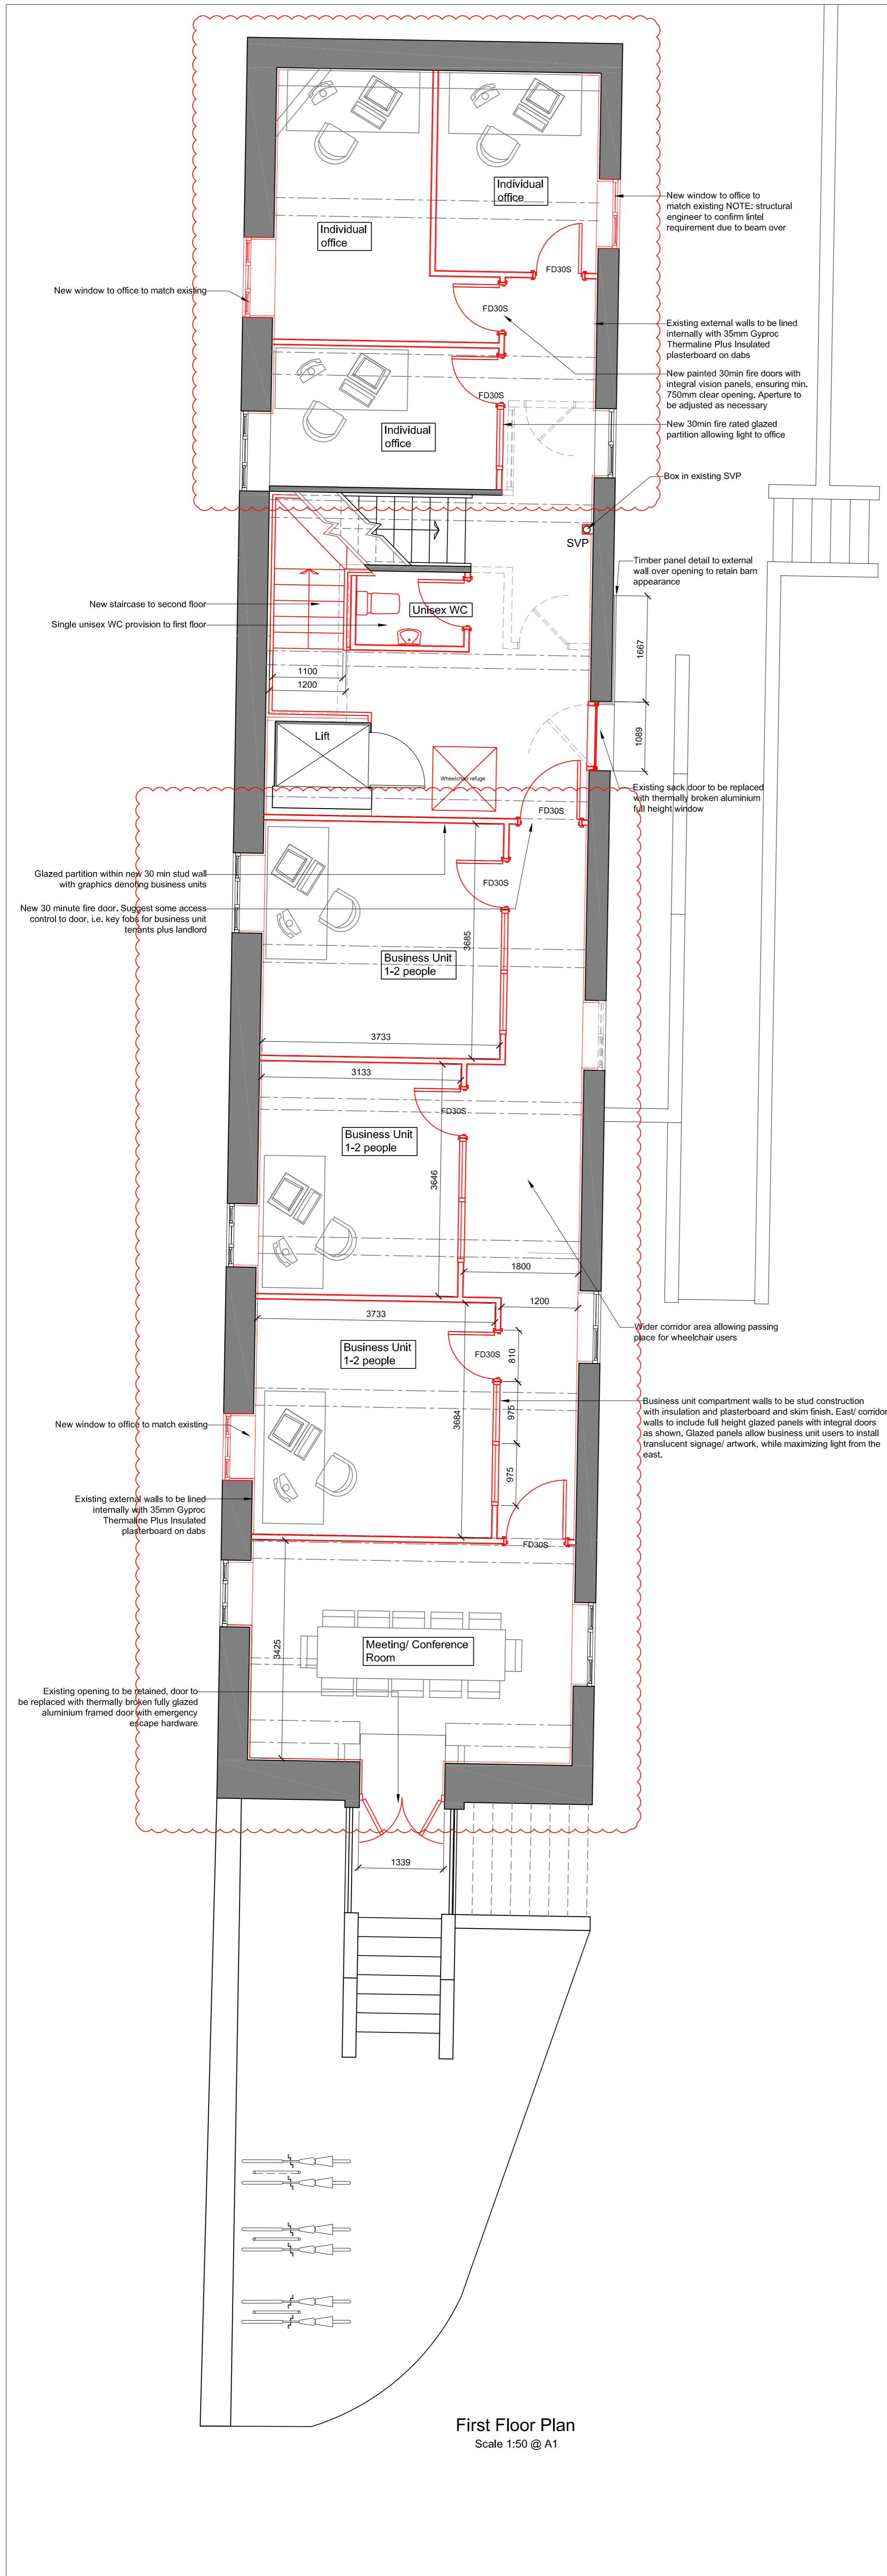 Individual
office
New window to office to
match existing NOTE: structural
engineer to confirm lintel
requirement due to beam over
Individual
office
FD30S
New window to office to match existing
FD30S
Existing external walls to be lined
internally with 35mm Gyproc
Thermaline Plus Insulated
plasterboard on dabs
New painted 30min fire doors with
integral vision panels, ensuring min.
750mm clear opening. Aperture to
be adjusted as necessary
FD30S
New 30min fire rated glazed
partition allowing light to office
Individual
office
Box in existing SVP
SVP
Timber panel detail to external
wall over opening to retain barn
appearance
New staircase to second floor
Unisex WC
Single unisex WC provision to first floor
1667
1100
1200
1089
Lift
Wheelchair refuge
Existing sack door to be replaced
with thermally broken aluminium
full height window
FD30S
Glazed partition within new 30 min stud wall
with graphics denoting business units
FD30S
New 30 minute fire door. Suggest some access
control to door, i.e. key fobs for business unit
tenants plus landlord
3685
Business Unit
1-2 people
3733
3133
FD30S
Business Unit
1-2 people
3646
1800
3733
1200
Wider corridor area allowing passing
place for wheelchair users
Business Unit
1-2 people
FD30S
810
Business unit compartment walls to be stud construction
with insulation and plasterboard and skim finish. East/ corridor
walls to include full height glazed panels with integral doors
as shown. Glazed panels allow business unit users to install
translucent signage/ artwork, while maximizing light from the
east.
975
New window to office to match existing
3684
975
Existing external walls to be lined
internally with 35mm Gyproc
Thermaline Plus Insulated
plasterboard on dabs
FD30S
3425
Meeting/ Conference
Room
Existing opening to be retained, door to
be replaced with thermally broken fully glazed
aluminium framed door with emergency
escape hardware
1339
First Floor Plan
Scale 1:50 @ A1